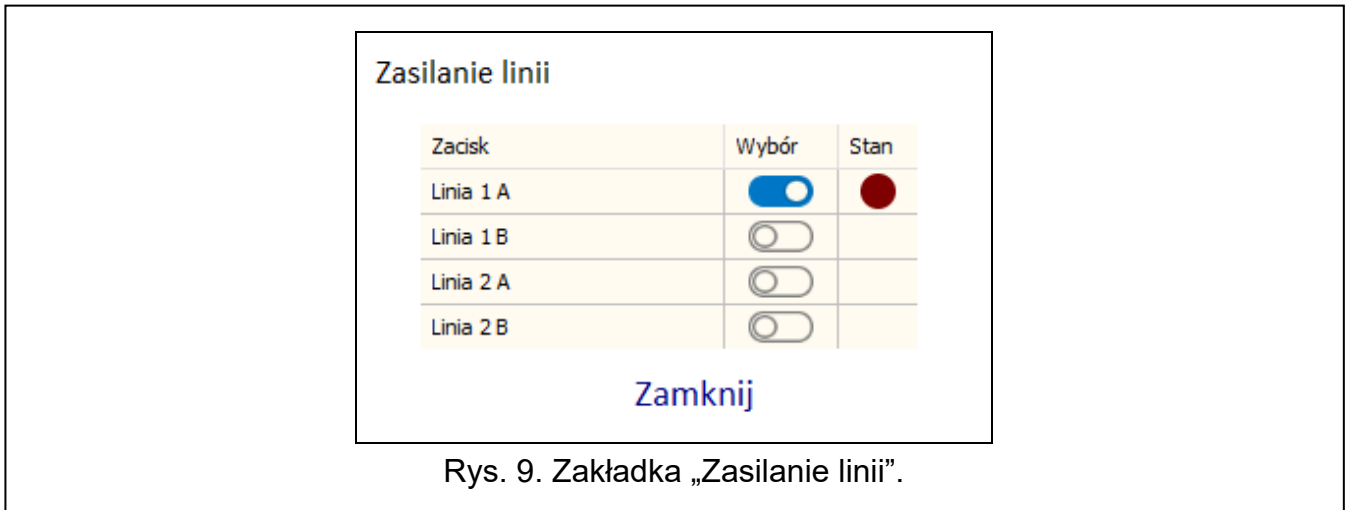 Zasilanie linii
Zacisk Wybór Stan
Linia 1 A
Linia 1 B
Linia 2 A
Linia 2 B
Zamknij
Rys. 9. Zakładka „Zasilanie linii”.